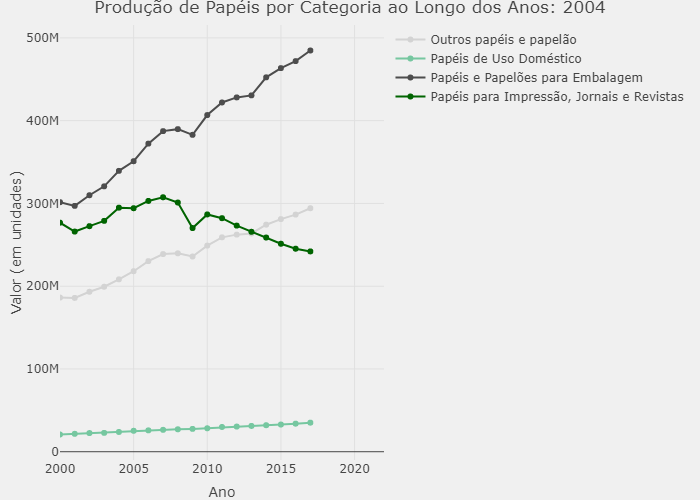 Produção de Papéis por Categoria ao Longo dos Anos: 2004
Outros papéis e papelão
Papéis de Uso Doméstico
Papéis e Papelões para Embalagem
Papéis para Impressão, Jornais e Revistas
Valor (em unidades)
500M
400M
300M
200M
100M
0
2000 2005 2010 2015 2020
Ano